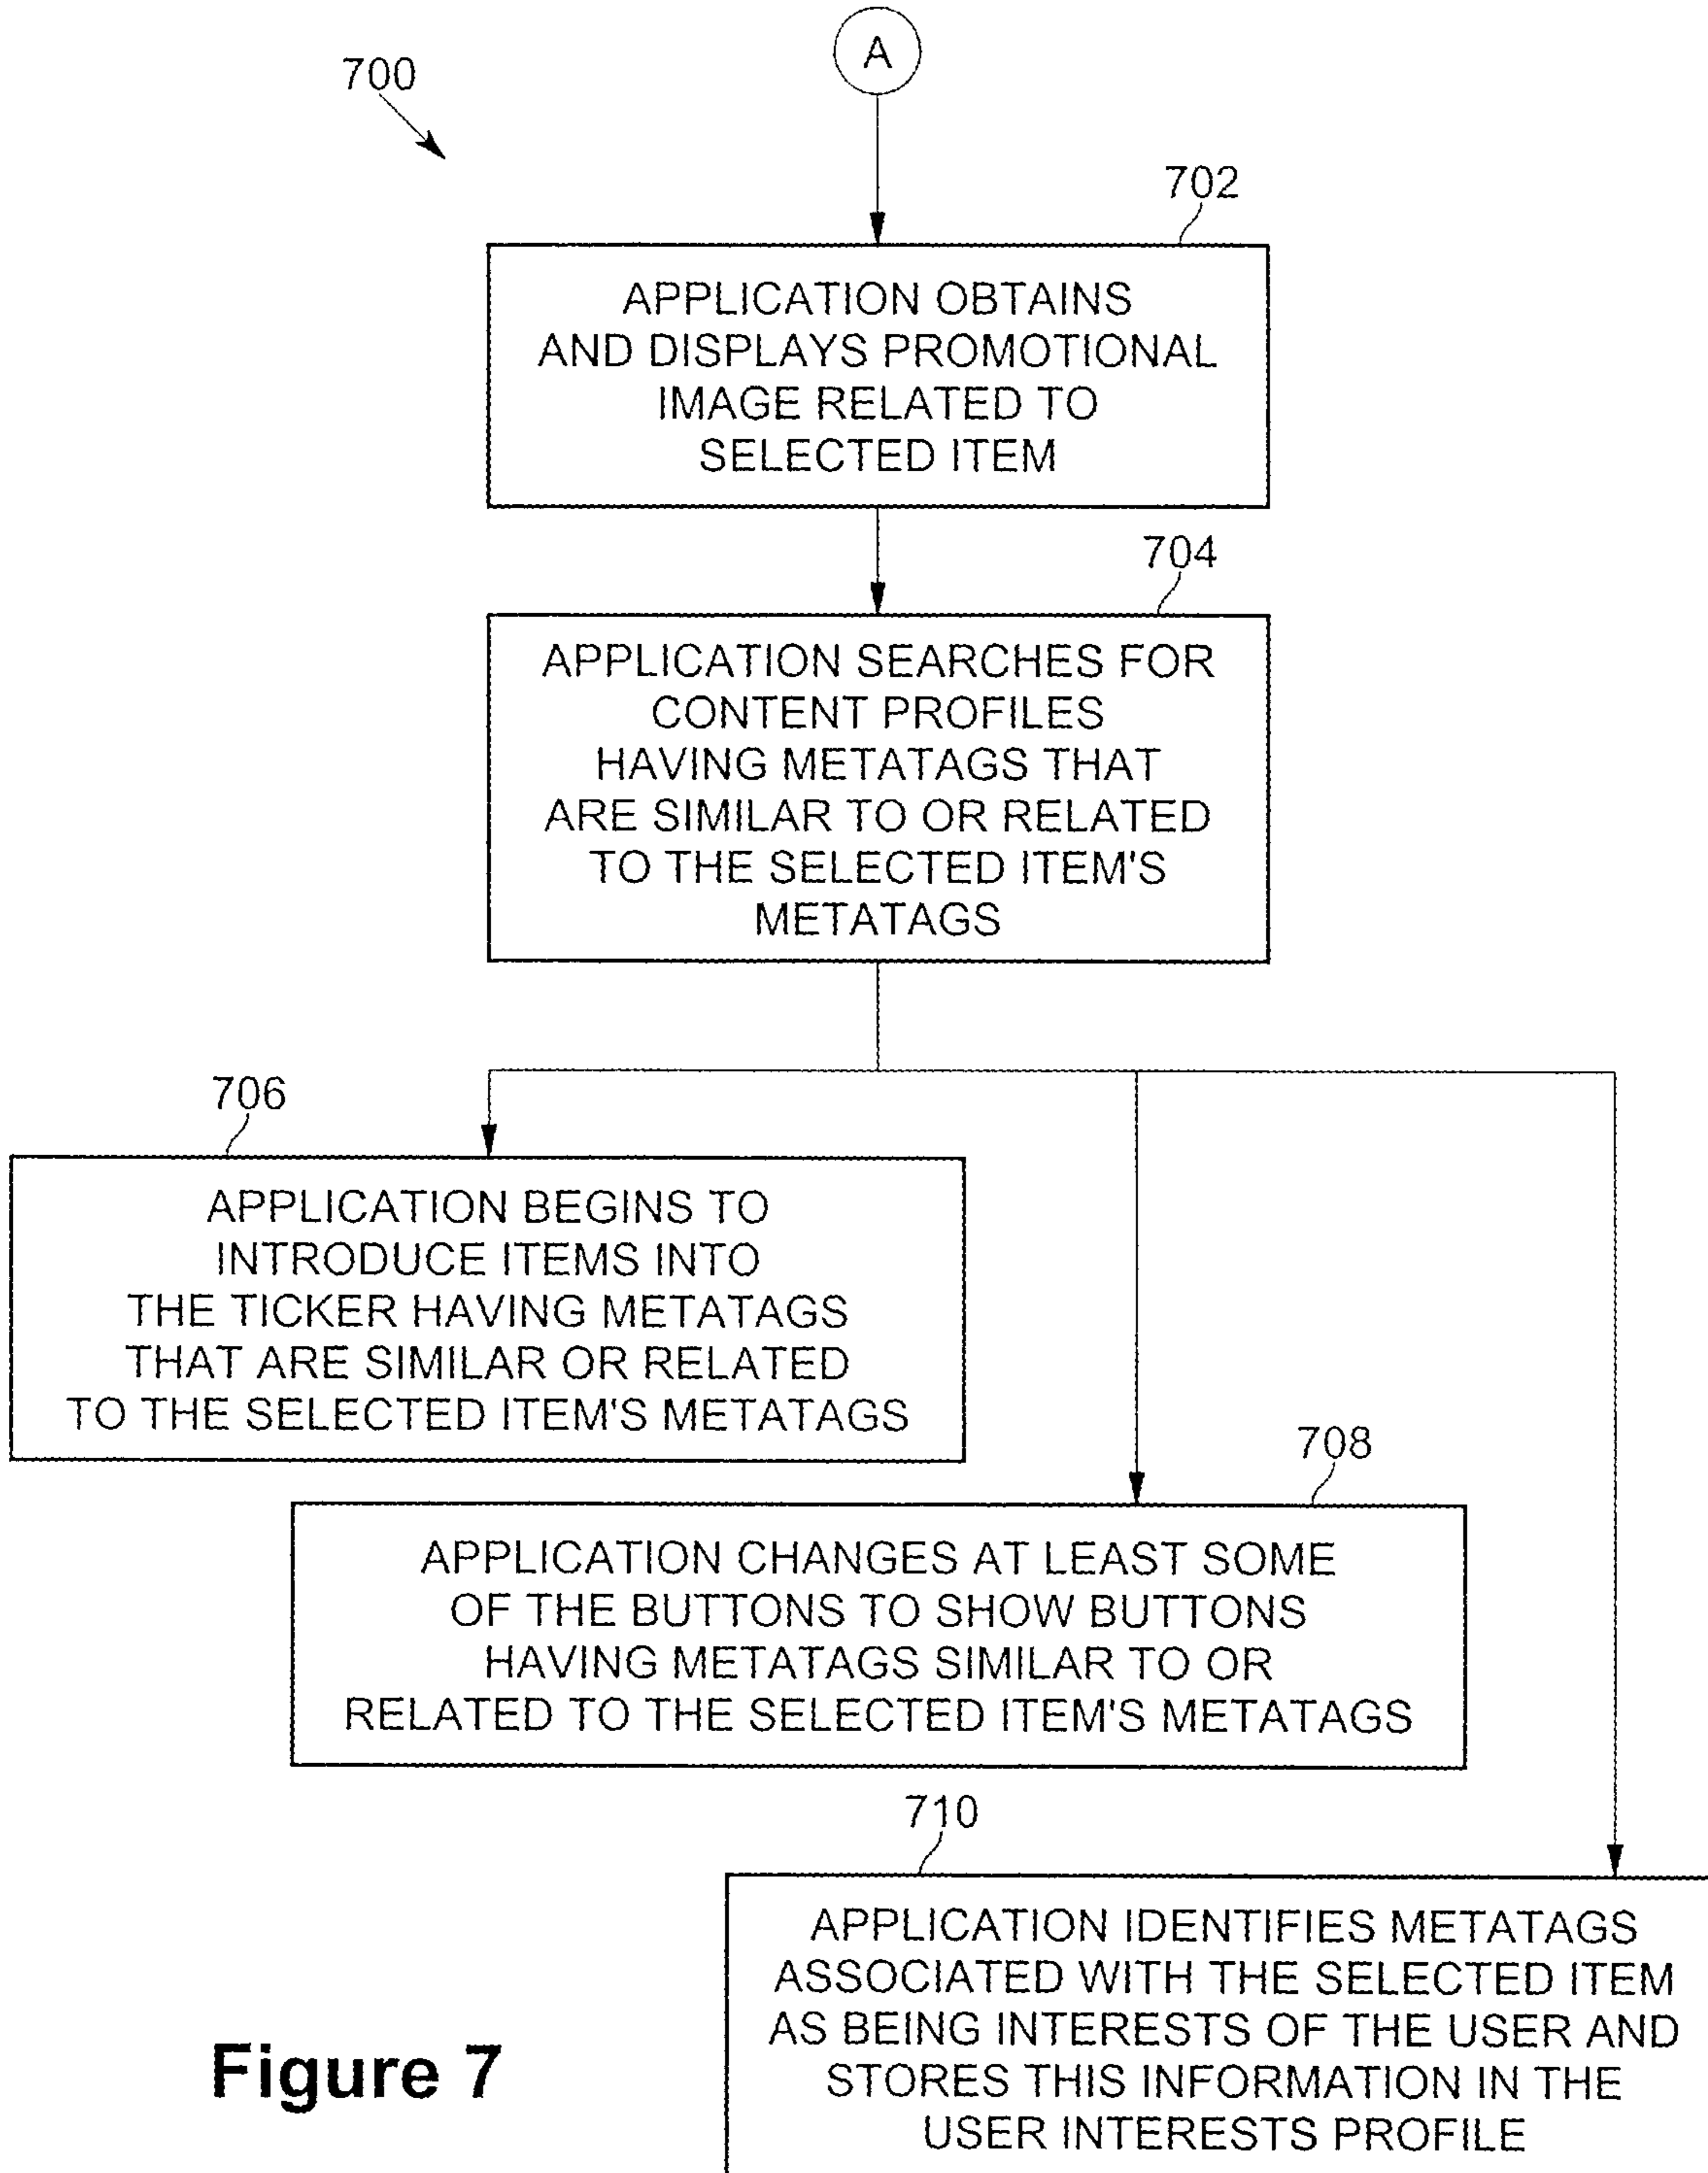 A
700
702
APPLICATION OBTAINS
AND DISPLAYS PROMOTIONAL
IMAGE RELATED TO
SELECTED ITEM
704
APPLICATION SEARCHES FOR
CONTENT PROFILES
HAVING METATAGS THAT
ARE SIMILAR TO OR RELATED
TO THE SELECTED ITEM'S
METATAGS
706
APPLICATION BEGINS TO
INTRODUCE ITEMS INTO
THE TICKER HAVING METATAGS
THAT ARE SIMILAR OR RELATED
TO THE SELECTED ITEM'S METATAGS
708
APPLICATION CHANGES AT LEAST SOME
OF THE BUTTONS TO SHOW BUTTONS
HAVING METATAGS SIMILAR TO OR
RELATED TO THE SELECTED ITEM'S METATAGS
710
APPLICATION IDENTIFIES METATAGS
ASSOCIATED WITH THE SELECTED ITEM
AS BEING INTERESTS OF THE USER AND
STORES THIS INFORMATION IN THE
USER INTERESTS PROFILE
Figure 7